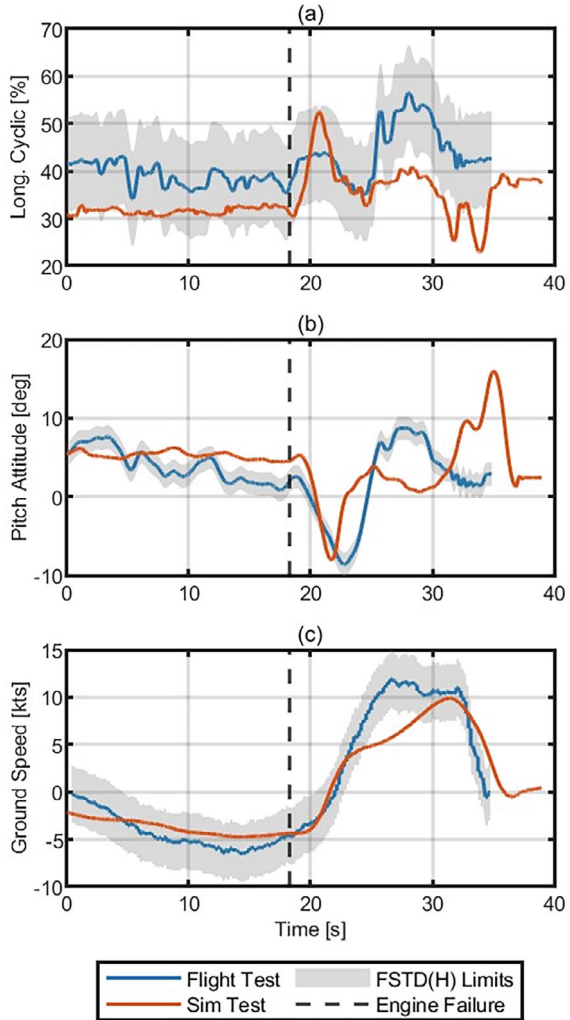 (a)
70
60
50
40
30
20
Long. Cyclic [%]
0 10 20 30 40
(b)
20
10
0
-10
Pitch Attitude [deg]
0 10 20 30 40
(c)
15
10
5
0
-5
-10
Ground Speed [kts]
0 10 20 30 40
Time [s]
Flight Test FSTD(H) Limits
Sim Test Engine Failure